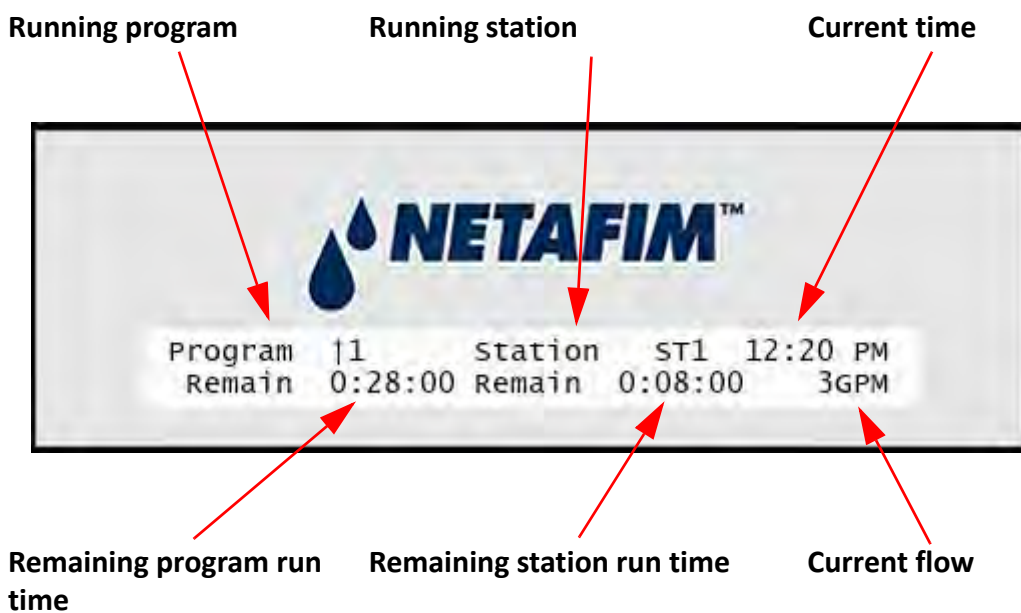 Running program Running station Current time
NETAFIM™
Program ↑1 Station ST1 12:20 PM
Remain 0:28:00 Remain 0:08:00 3GPM
Remaining program run time Remaining station run time Current flow